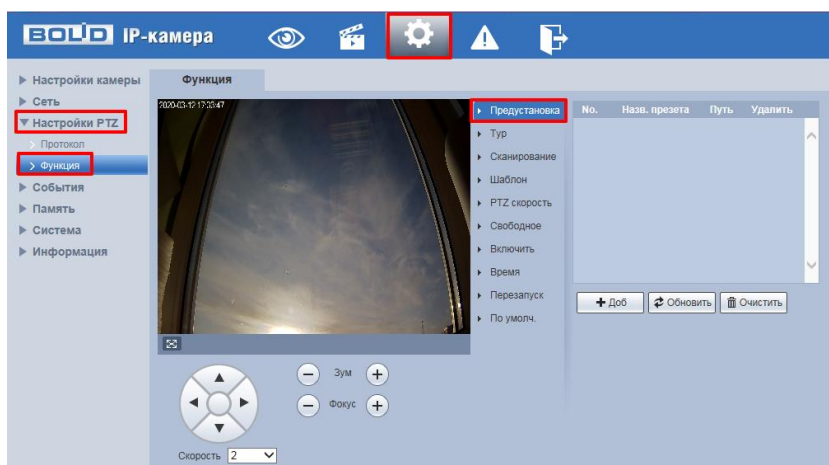 BOLID IP-камера
Настройки камеры
Сеть
Настройки PTZ
Протокол
Функция
События
Память
Система
Информация
Функция
2020-03-12 17:33:47
Предустановка
Тур
Сканирование
Шаблон
PTZ скорость
Свободное
Включить
Время
Перезапуск
По умолч.
No. Назв. презета Путь Удалить
Доб Обновить Очистить
Зум
Фокус
Скорость 2